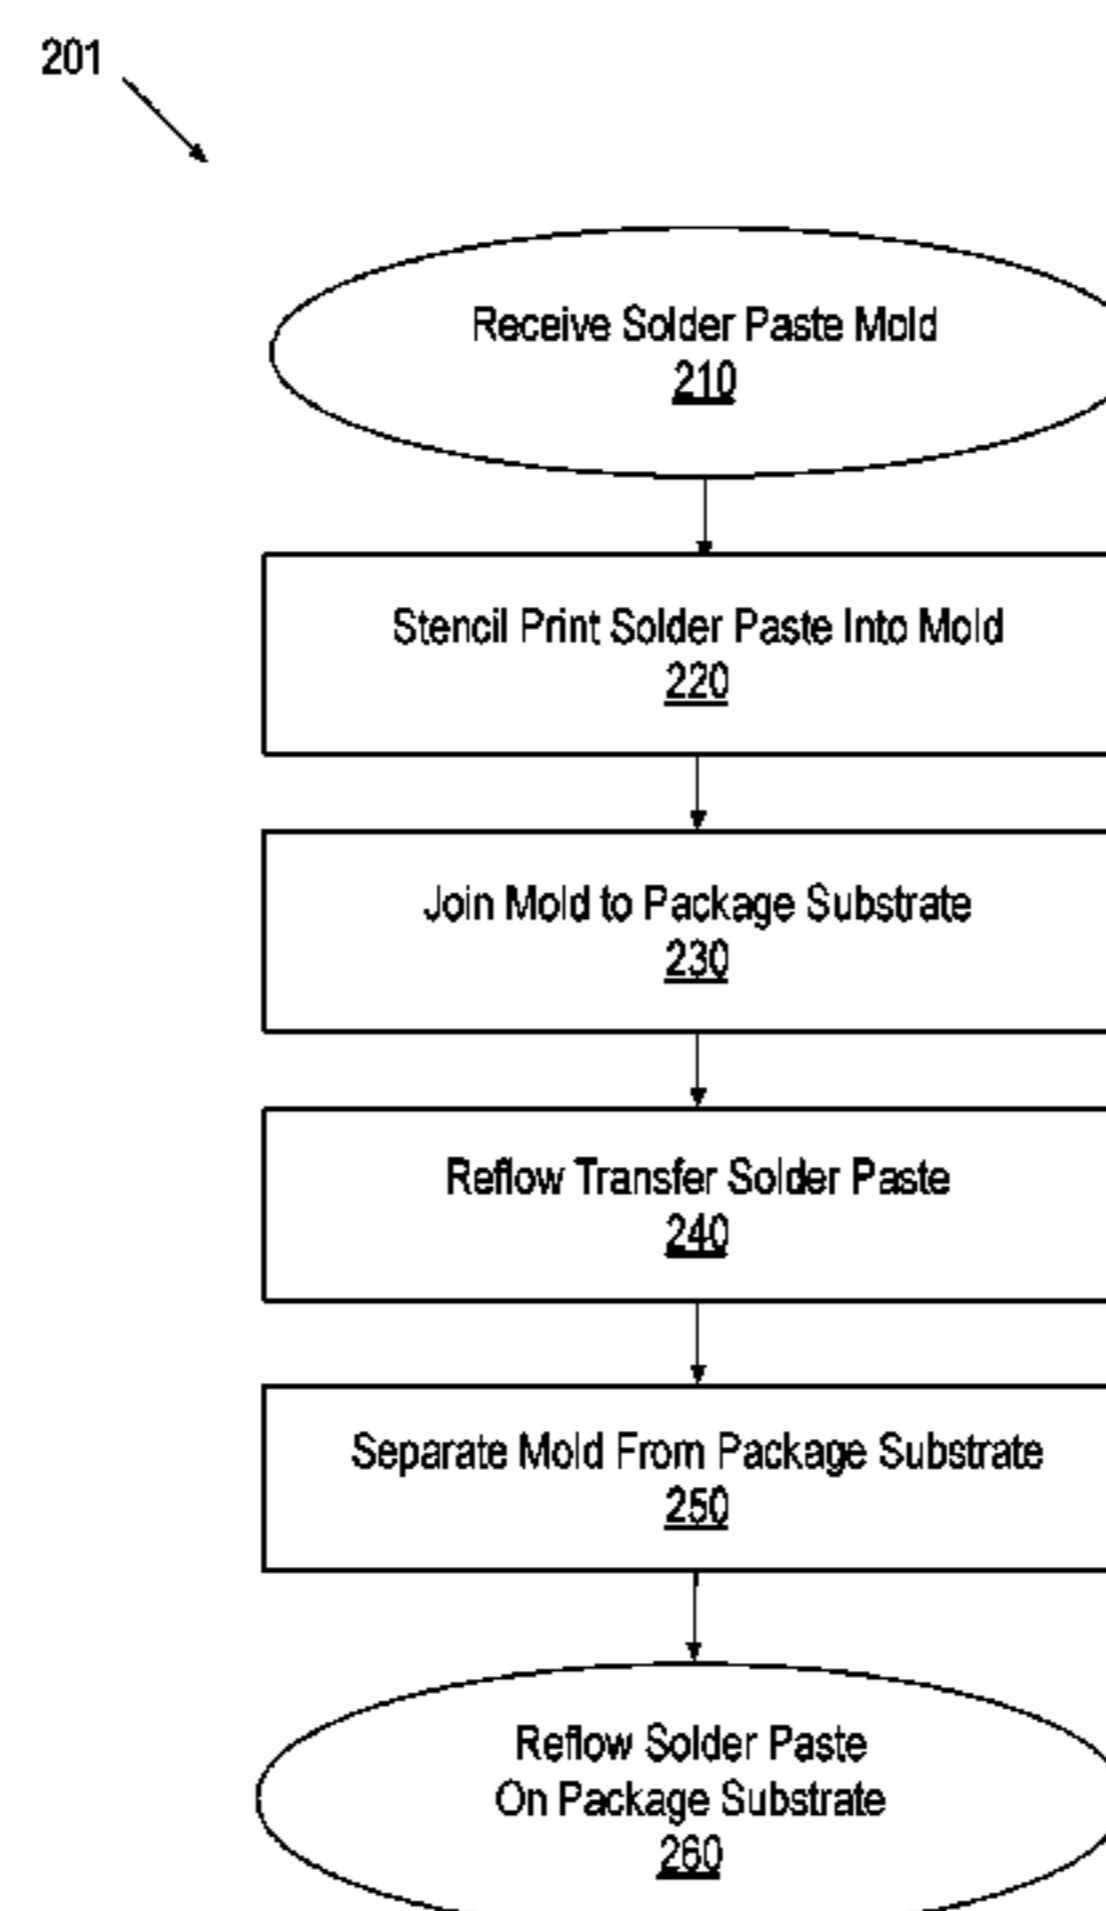 201
Receive Solder Paste Mold
210
Stencil Print Solder Paste Into Mold
220
Join Mold to Package Substrate
230
Reflow Transfer Solder Paste
240
Separate Mold From Package Substrate
250
Reflow Solder Paste
On Package Substrate
260